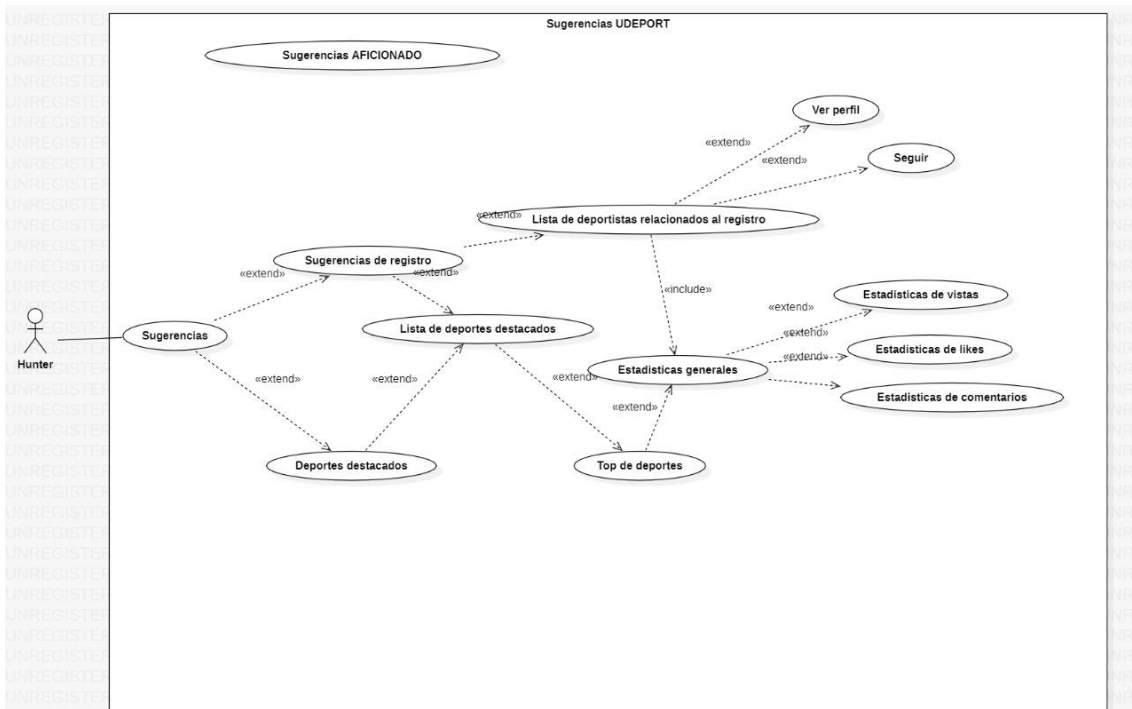 Sugerencias UDEPORT
Sugerencias AFICIONADO
Ver perfil
«extend»
Seguir
«extend»
Lista de deportistas relacionados al registro
«extend»
Sugerencias de registro
«extend»
«extend»
«include»
Estadisticas de vistas
«extend»
Lista de deportes destacados
Sugerencias
«extend»
Estadisticas de likes
«extend»
Hunter
Estadisticas generales
«extend»
«extend»
«extend»
Estadisticas de comentarios
«extend»
Deportes destacados
Top de deportes
UNREGISTERED